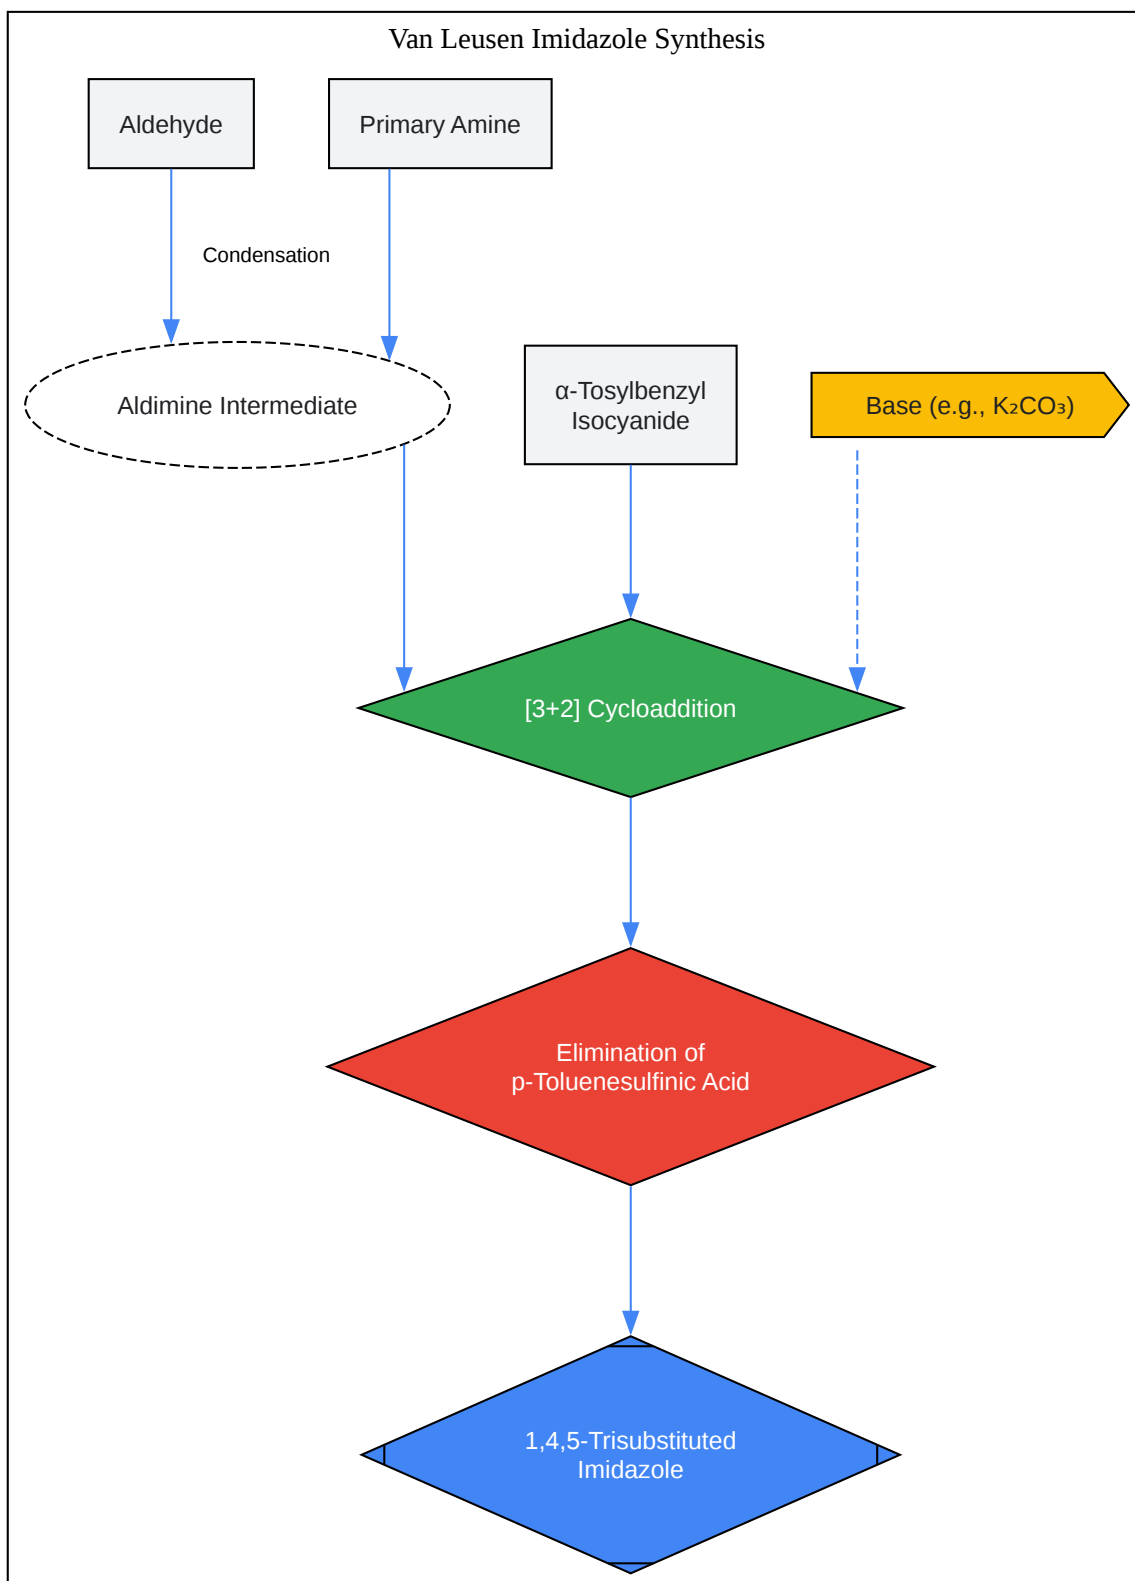 Van Leusen Imidazole Synthesis
Aldehyde
Primary Amine
Condensation
Aldimine Intermediate
α-Tosylbenzyl
Isocyanide
Base (e.g., K₂CO₃)
[3+2] Cycloaddition
Elimination of
p-Toluenesulfinic Acid
1,4,5-Trisubstituted
Imidazole